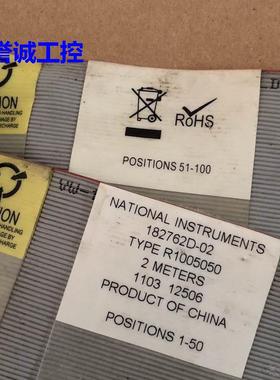 誉诚工控
ION
RoHS
POSITIONS 51-100
ION
NATIONAL INSTRUMENTS
182762D-02
TYPE R1005050
2 METERS
1103 12506
PRODUCT OF CHINA
POSITIONS 1-50